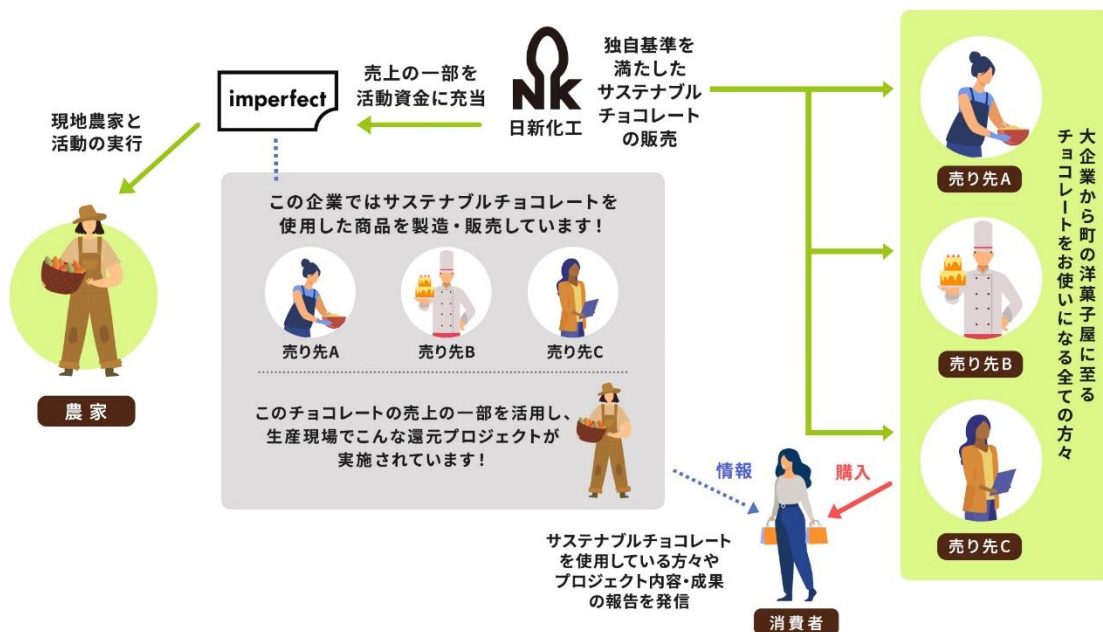 独自基準を
満たした
サステナブル
チョコレート
の販売
NK
日新化工
売上の一部を
活動資金に充当
imperfect
現地農家と
活動の実行
農家
この企業ではサステナブルチョコレートを
使用した商品を製造・販売しています！
売り先A
売り先B
売り先C
このチョコレートの売上の一部を活用し、
生産現場でこんな還元プロジェクトが
実施されています！
情報
購入
サステナブルチョコレート
を使用している方々や
プロジェクト内容・成果
の報告を発信
消費者
売り先A
売り先B
売り先C
大企業から町の洋菓子屋に至る
チョコレートをお使いになる全ての方々